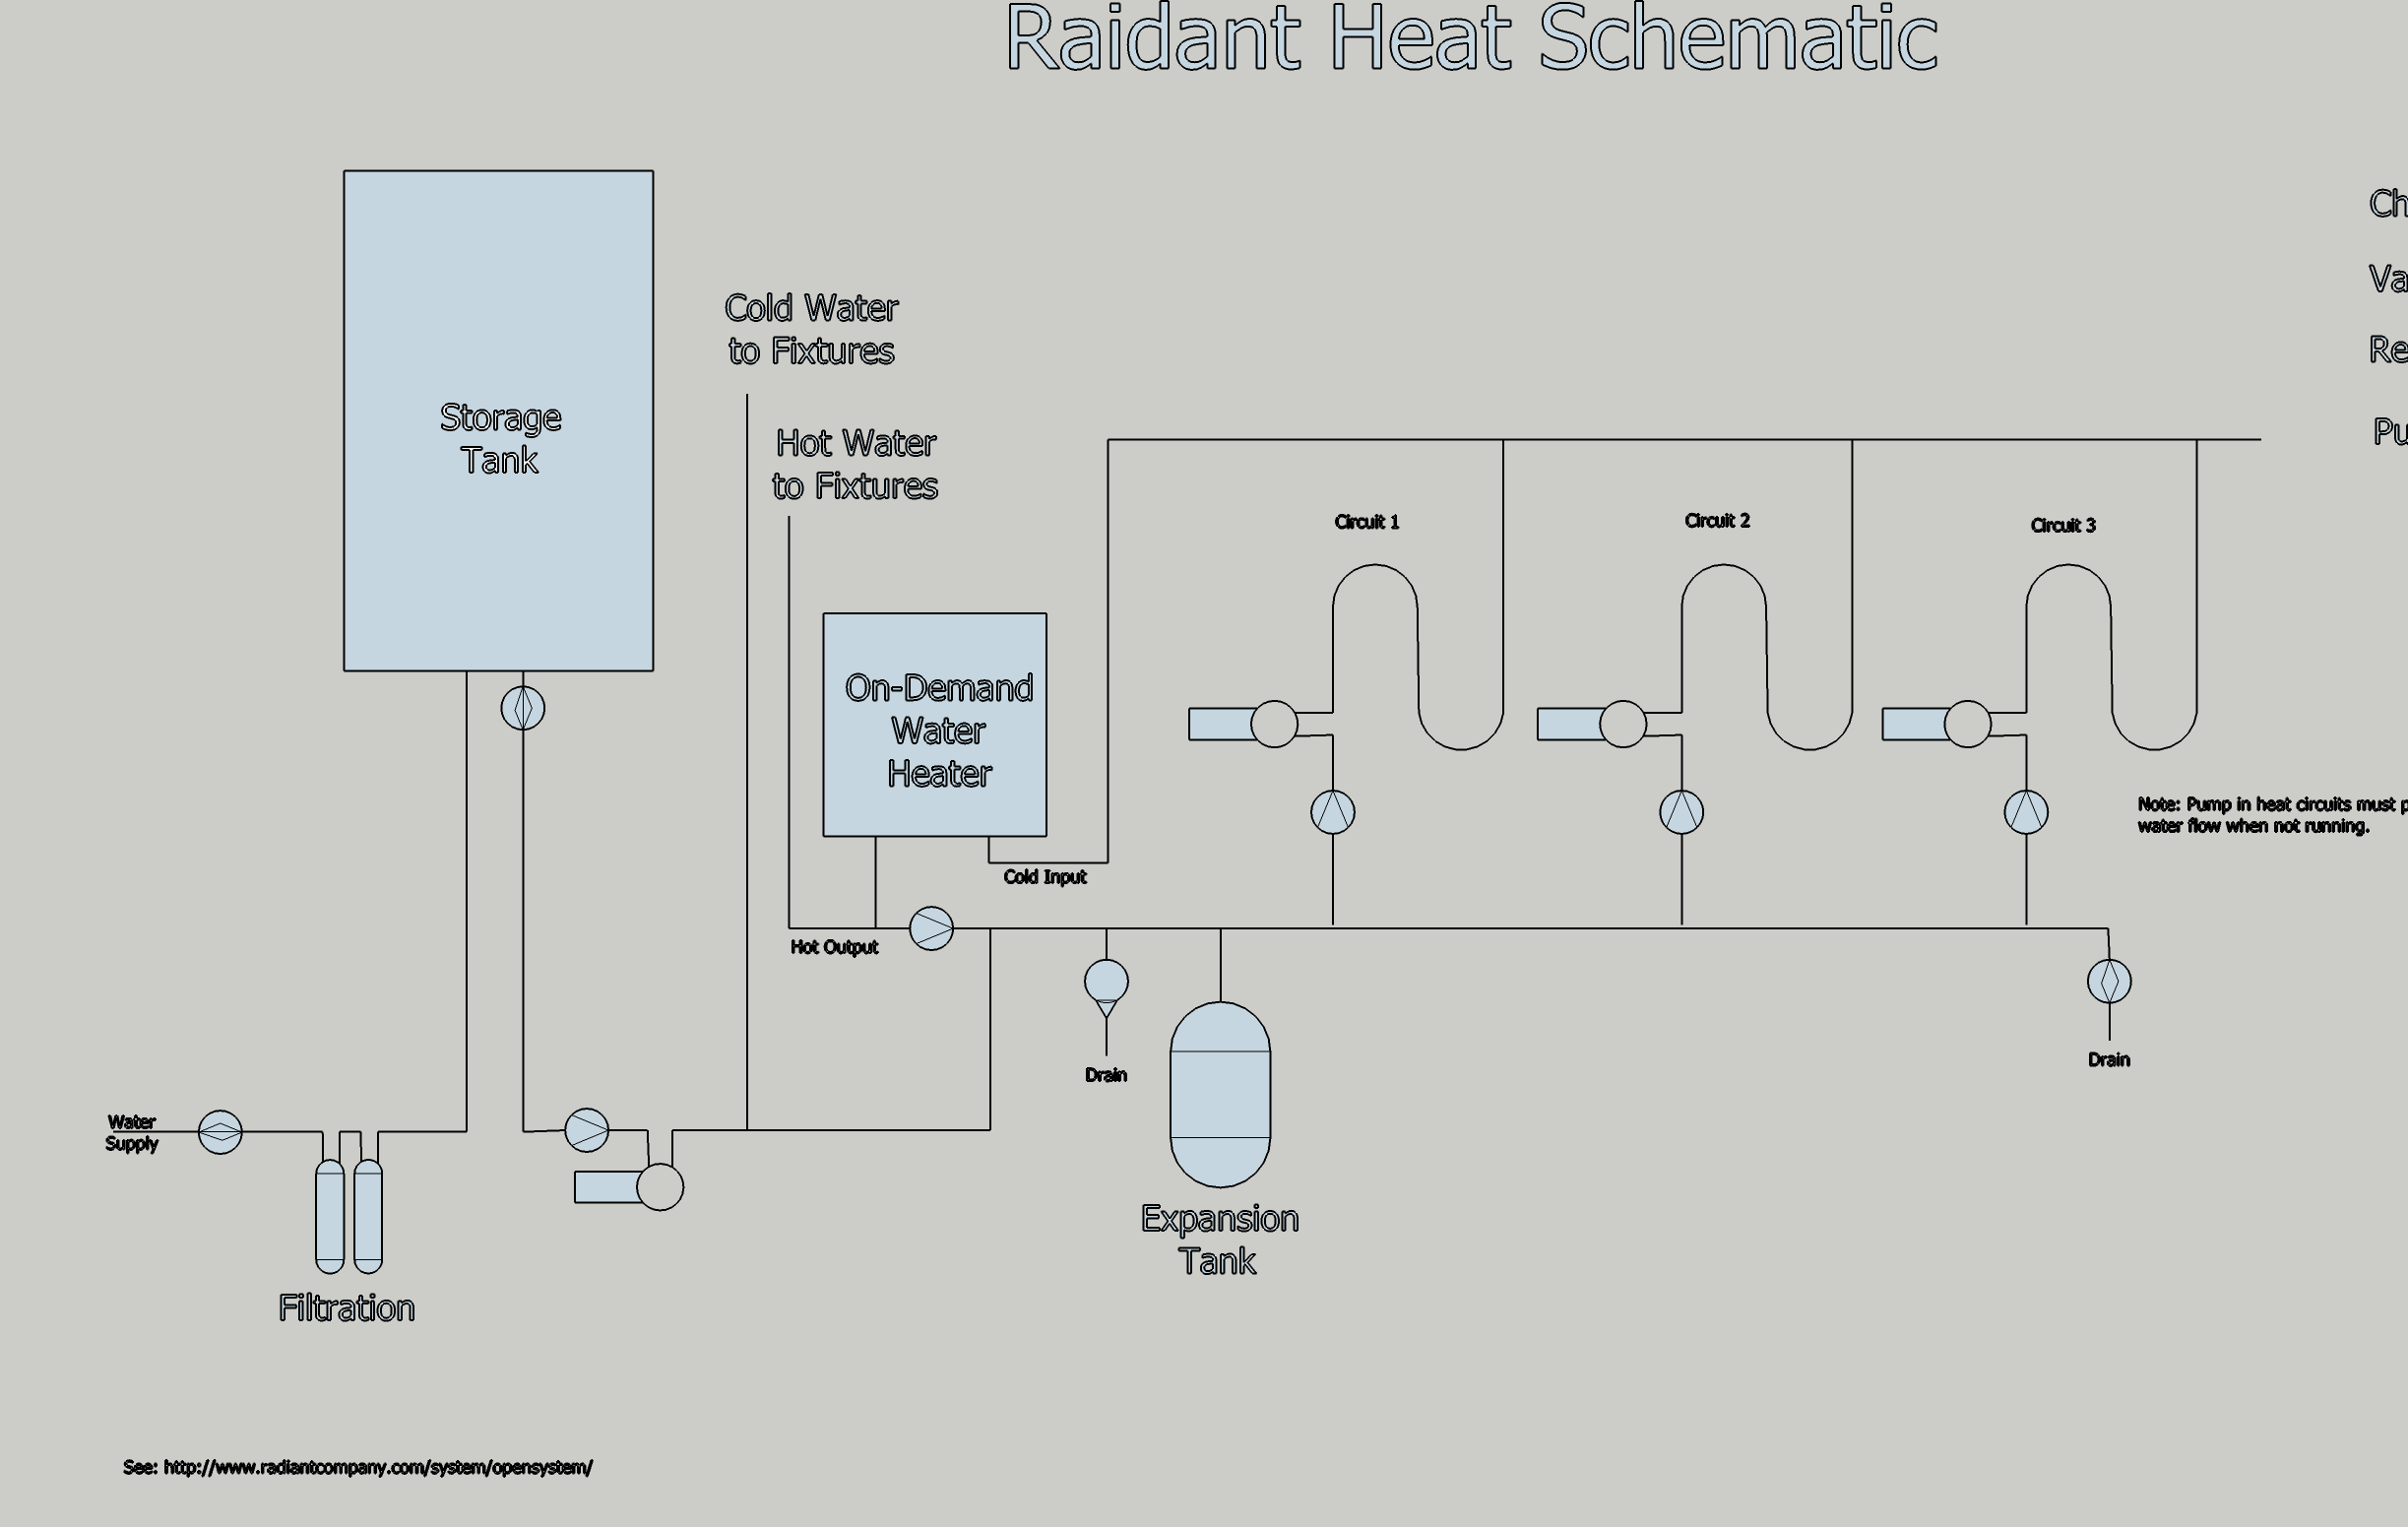 Raidant Heat Schematic
Ch
Va
Re
Pu
Cold Water
to Fixtures
Storage
Tank
Hot Water
to Fixtures
Circuit 1
Circuit 2
Circuit 3
On-Demand
Water
Heater
Note: Pump in heat circuits must p
water flow when not running.
Cold Input
Hot Output
Drain
Drain
Water
Supply
Expansion
Tank
Filtration
See: http://www.radiantcompany.com/system/opensystem/